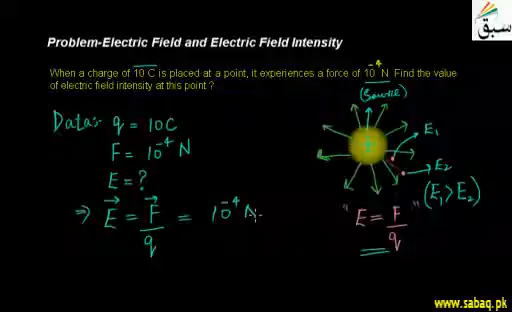 سبق
Problem-Electric Field and Electric Field Intensity
When a charge of 10 C is placed at a point, it experiences a force of 10⁻⁴ N Find the value
of electric field intensity at this point ?
(Source)
Data:- q = 10C
F = 10⁻⁴ N
E = ?
⇒ E⃗ = F⃗/q = 10⁻⁴ N
E₁
E₂
(E₁ > E₂)
" E = F/q "
www.sabaq.pk